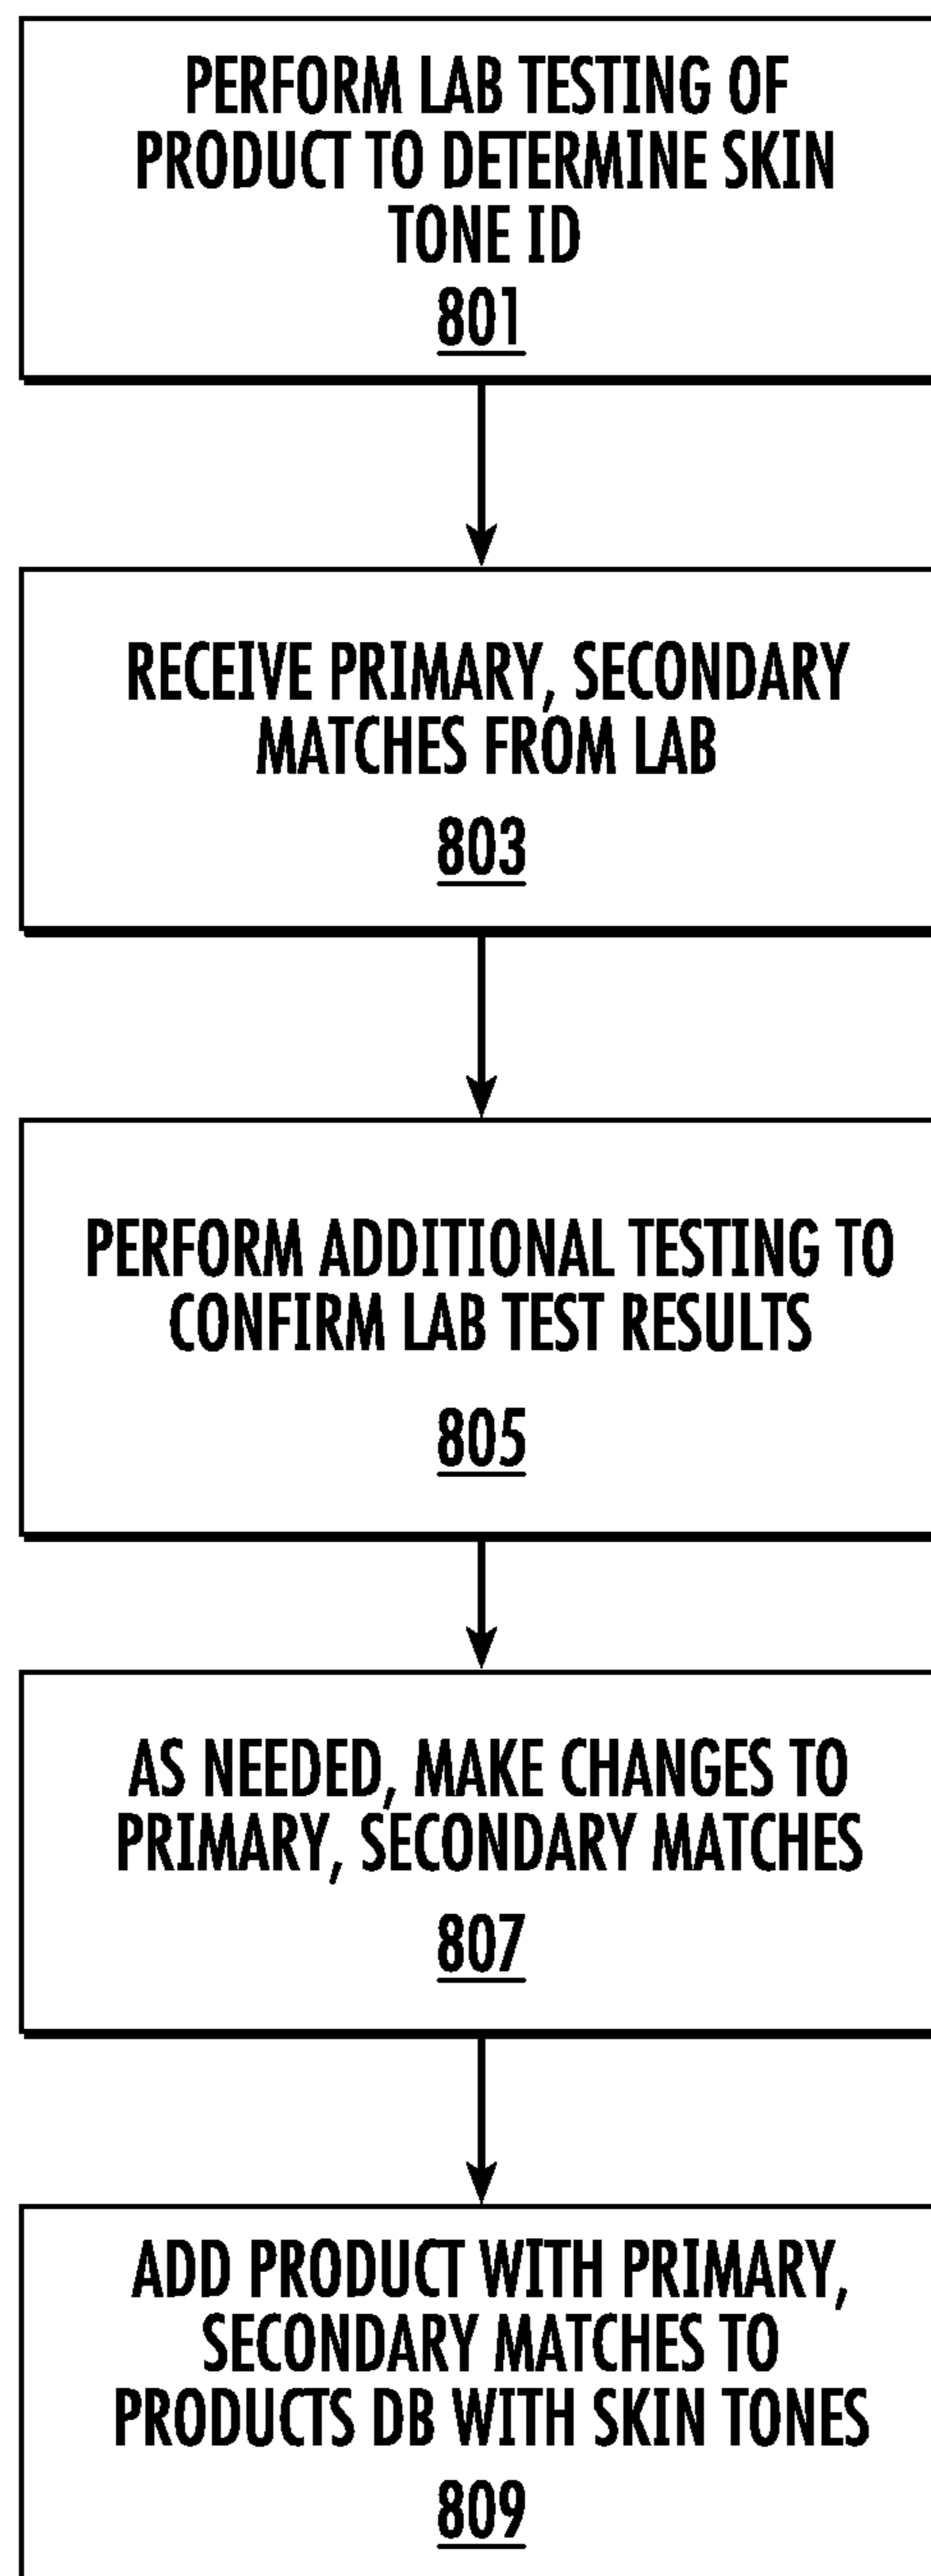 PERFORM LAB TESTING OF
PRODUCT TO DETERMINE SKIN
TONE ID
801
RECEIVE PRIMARY, SECONDARY
MATCHES FROM LAB
803
PERFORM ADDITIONAL TESTING TO
CONFIRM LAB TEST RESULTS
805
AS NEEDED, MAKE CHANGES TO
PRIMARY, SECONDARY MATCHES
807
ADD PRODUCT WITH PRIMARY,
SECONDARY MATCHES TO
PRODUCTS DB WITH SKIN TONES
809